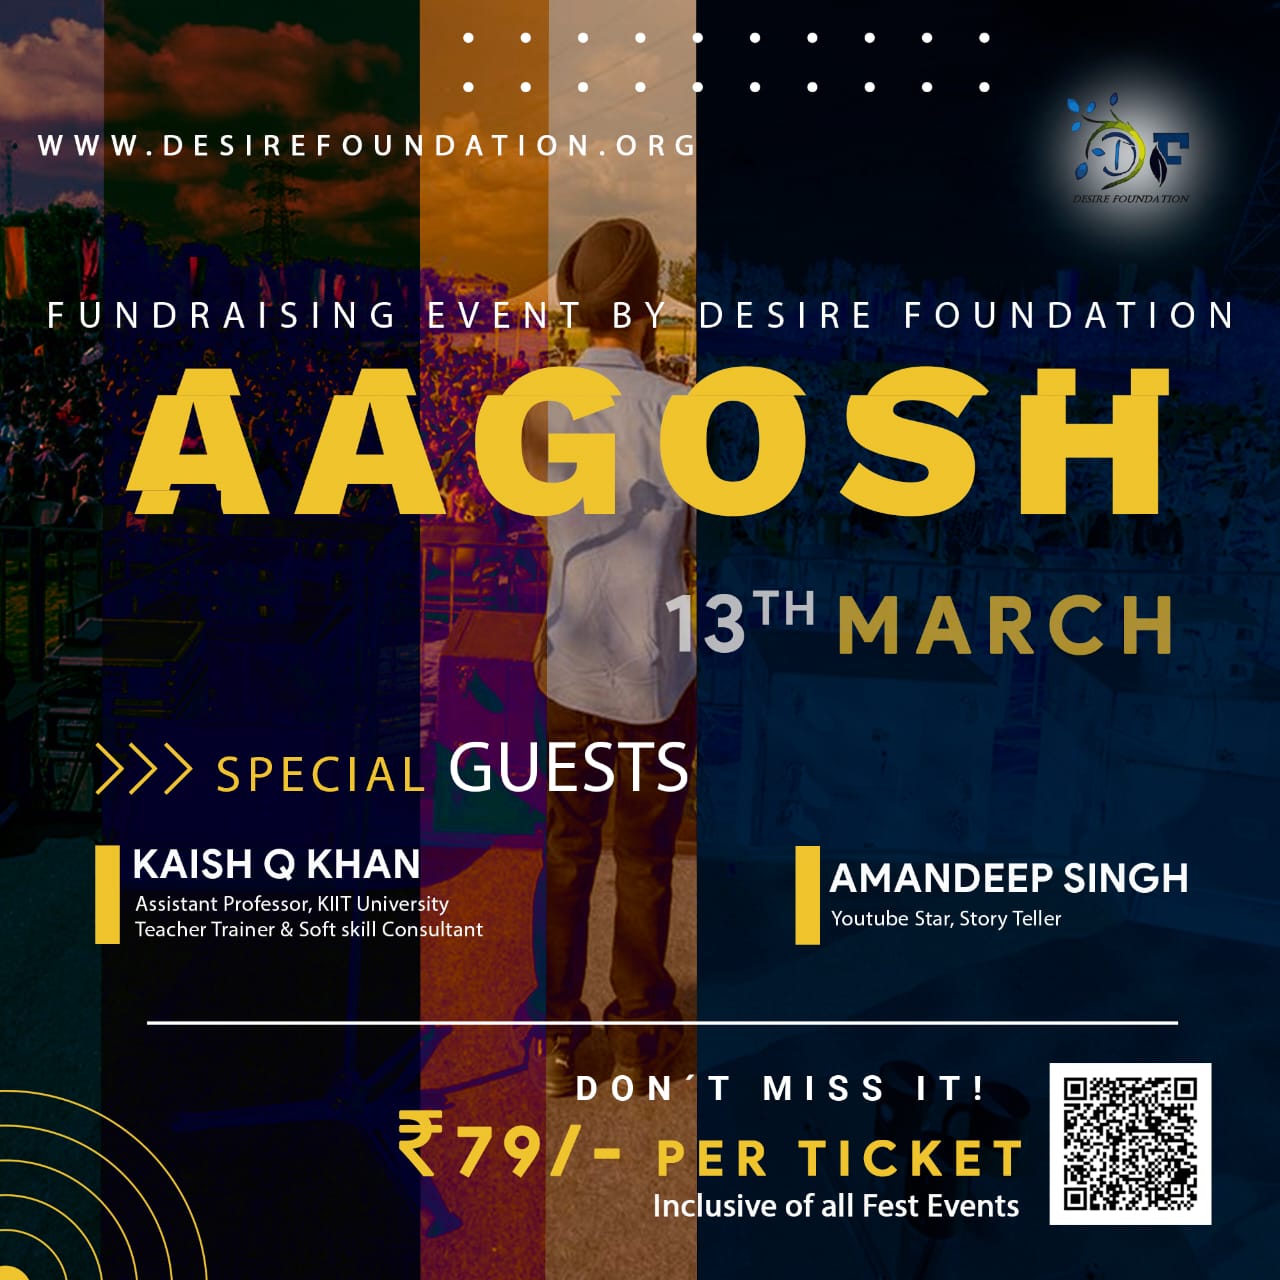 WWW.DESIREFOUNDATION.ORG
DF
DESIRE FOUNDATION
FUNDRAISING EVENT BY DESIRE FOUNDATION
AAGOSH
13TH MARCH
>>> SPECIAL GUESTS
KAISH Q KHAN
Assistant Professor, KIIT University
Teacher Trainer & Soft skill Consultant
AMANDEEP SINGH
Youtube Star, Story Teller
DON´T MISS IT!
₹79/- PER TICKET
Inclusive of all Fest Events